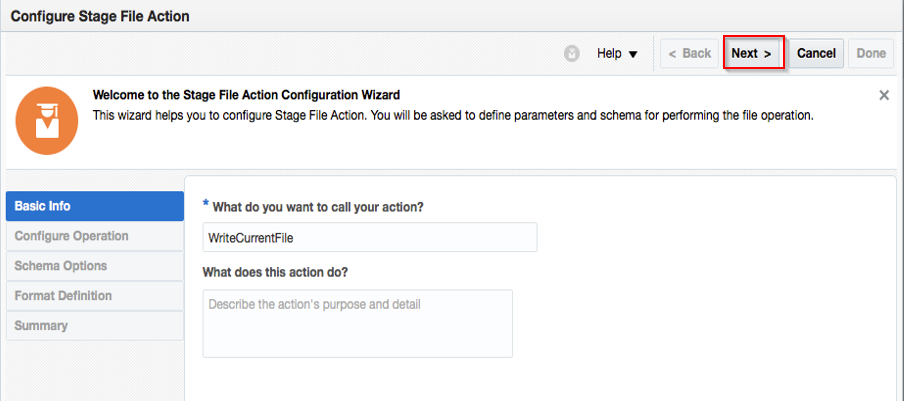 Configure Stage File Action
Help
< Back
Next >
Cancel
Done
Welcome to the Stage File Action Configuration Wizard
This wizard helps you to configure Stage File Action. You will be asked to define parameters and schema for performing the file operation.
Basic Info
Configure Operation
Schema Options
Format Definition
Summary
* What do you want to call your action?
WriteCurrentFile
What does this action do?
Describe the action's purpose and detail